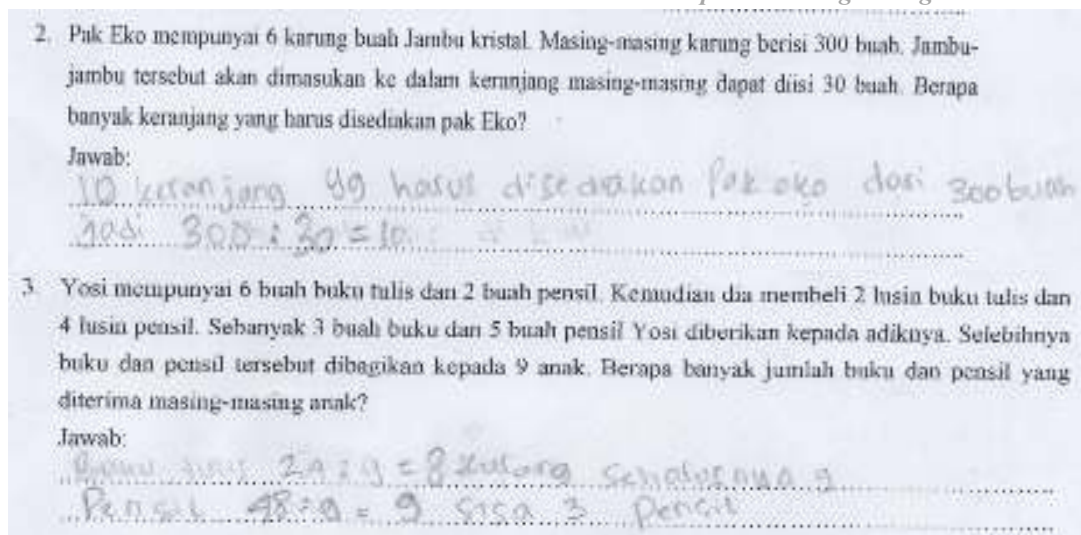 2. Pak Eko mempunyai 6 karung buah Jambu kristal. Masing-masing karung berisi 300 buah. Jambu-
jambu tersebut akan dimasukan ke dalam keranjang masing-masing dapat diisi 30 buah. Berapa
banyak keranjang yang harus disediakan pak Eko?
Jawab:
10 keranjang yg harus disediakan Pak eko dari 300 buah
Jadi 300 : 30 = 10
3. Yosi mempunyai 6 buah buku tulis dan 2 buah pensil. Kemudian dia membeli 2 lusin buku tulis dan
4 lusin pensil. Sebanyak 3 buah buku dan 5 buah pensil Yosi diberikan kepada adiknya. Selebihnya
buku dan pensil tersebut dibagikan kepada 9 anak. Berapa banyak jumlah buku dan pensil yang
diterima masing-masing anak?
Jawab:
24 : 9 = 8 kurang seharusnya 9
Pensil 48 : 9 = 9 sisa 3 Pensil